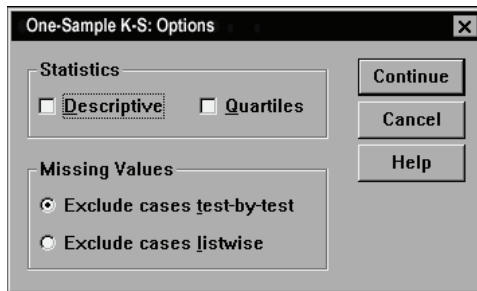 One-Sample K-S: Options
Statistics
Descriptive
Quartiles
Missing Values
Exclude cases test-by-test
Exclude cases listwise
Continue
Cancel
Help